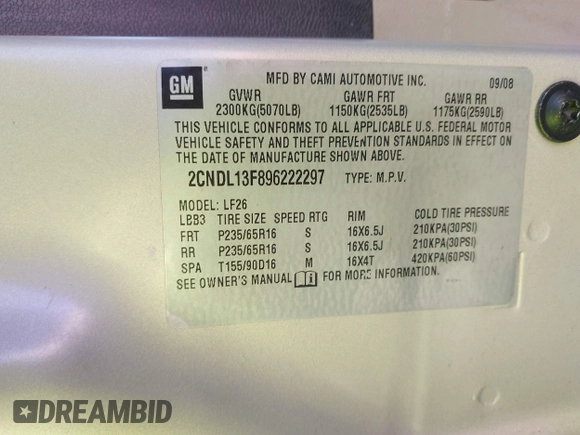 GM
MFD BY CAMI AUTOMOTIVE INC. 09/08
GVWR GAWR FRT GAWR RR
2300KG(5070LB) 1150KG(2535LB) 1175KG(2590LB)
THIS VEHICLE CONFORMS TO ALL APPLICABLE U.S. FEDERAL MOTOR
VEHICLE SAFETY AND THEFT PREVENTION STANDARDS IN EFFECT ON
THE DATE OF MANUFACTURE SHOWN ABOVE.
2CNDL13F896222297 TYPE: M.P.V.
MODEL: LF26
LBB3 TIRE SIZE SPEED RTG RIM COLD TIRE PRESSURE
FRT P235/65R16 S 16X6.5J 210KPA(30PSI)
RR P235/65R16 S 16X6.5J 210KPA(30PSI)
SPA T155/90D16 M 16X4T 420KPA(60PSI)
SEE OWNER'S MANUAL FOR MORE INFORMATION.
DREAMBID